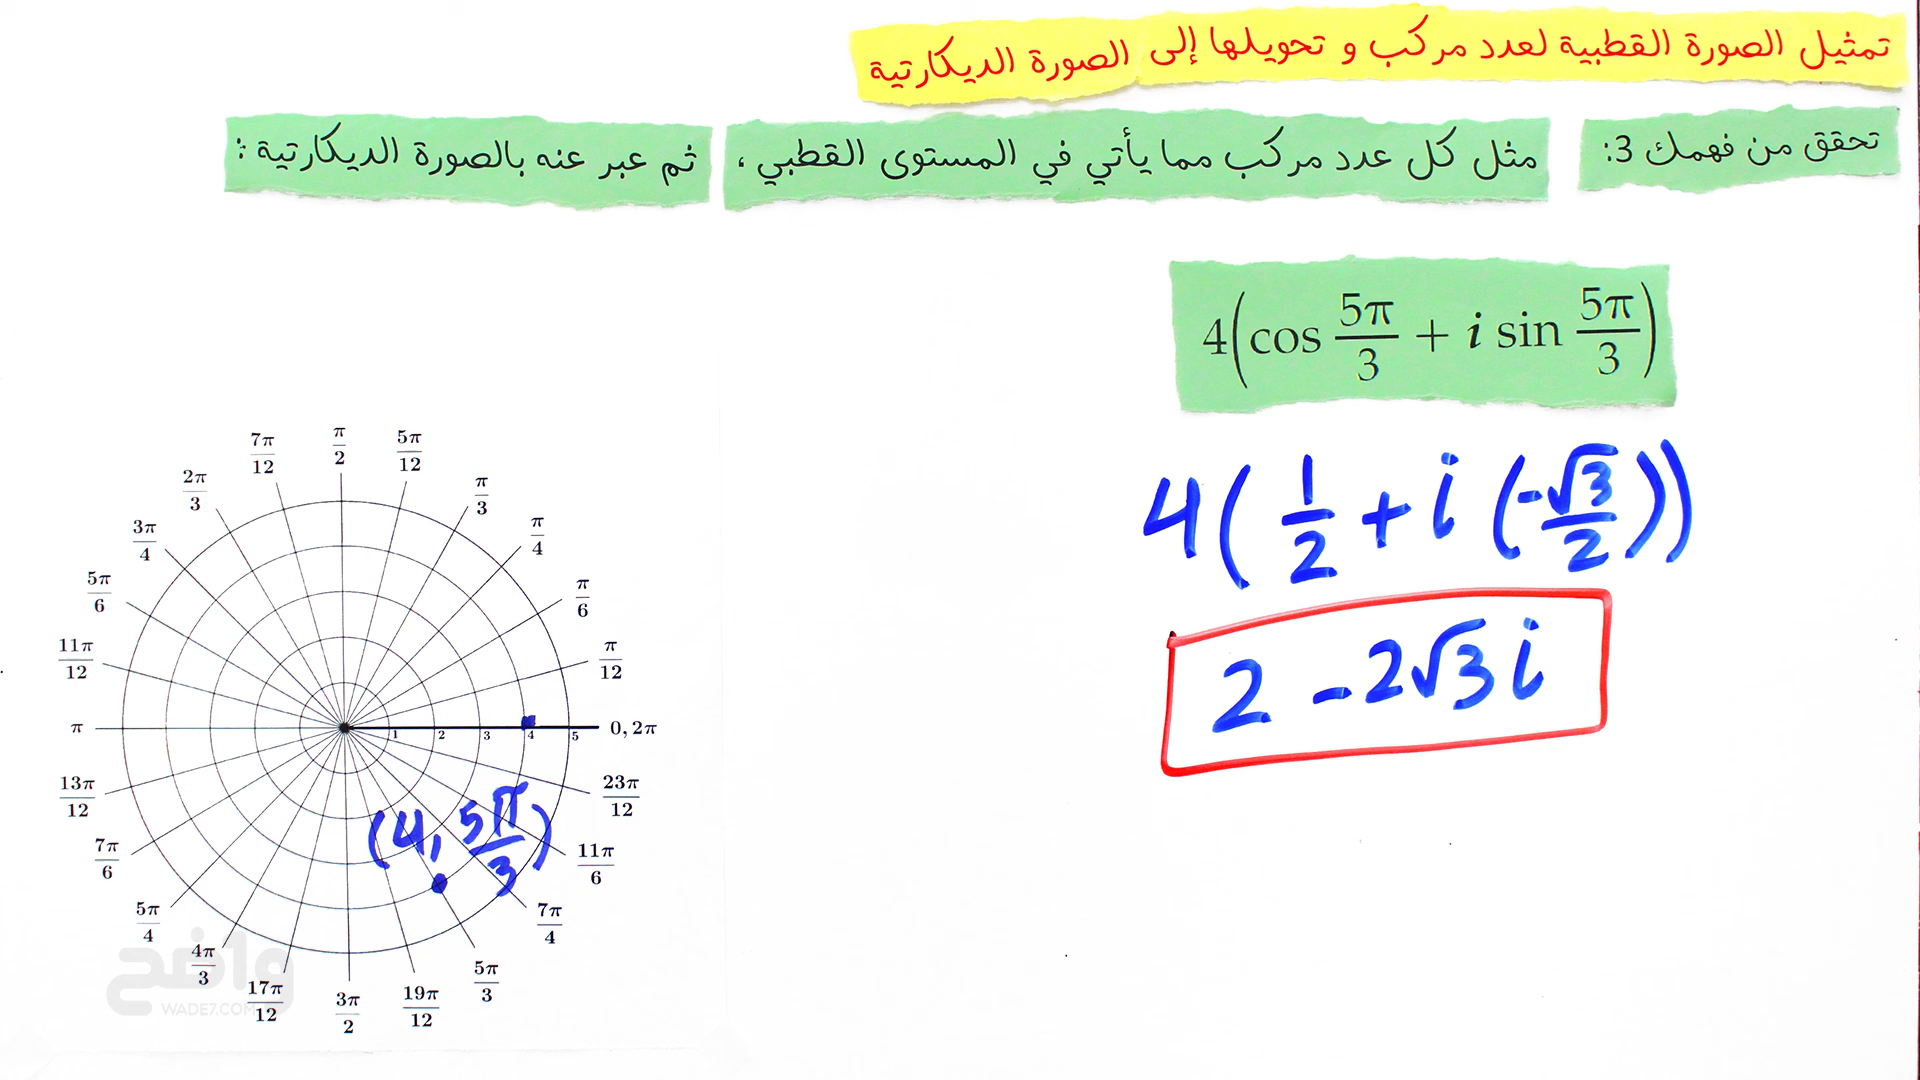 تمثيل الصورة القطبية لعدد مركب و تحويلها إلى الصورة الديكارتية
تحقق من فهمك 3: مثل كل عدد مركب مما يأتي في المستوى القطبي ، ثم عبر عنه بالصورة الديكارتية :
4(cos 5π/3 + i sin 5π/3)
4(1/2 + i(-√3/2))
2 - 2√3 i
π/2
7π/12 5π/12
2π/3 π/3
3π/4 π/4
5π/6 π/6
11π/12 π/12
π 1 2 3 4 5 0, 2π
13π/12 23π/12
(4, 5π/3)
7π/6 11π/6
5π/4 7π/4
4π/3 5π/3
17π/12 3π/2 19π/12
واضح
WADE7.COM